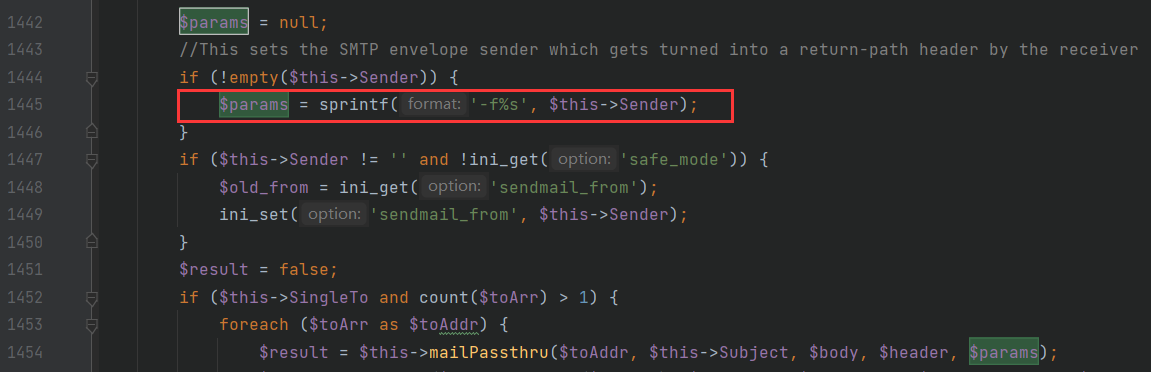 1442 $params = null;
1443 //This sets the SMTP envelope sender which gets turned into a return-path header by the receiver
1444 if (!empty($this->Sender)) {
1445 $params = sprintf( format: '-f%s', $this->Sender);
1446 }
1447 if ($this->Sender != '' and !ini_get( option: 'safe_mode')) {
1448 $old_from = ini_get( option: 'sendmail_from');
1449 ini_set( option: 'sendmail_from', $this->Sender);
1450 }
1451 $result = false;
1452 if ($this->SingleTo and count($toArr) > 1) {
1453 foreach ($toArr as $toAddr) {
1454 $result = $this->mailPassthru($toAddr, $this->Subject, $body, $header, $params);